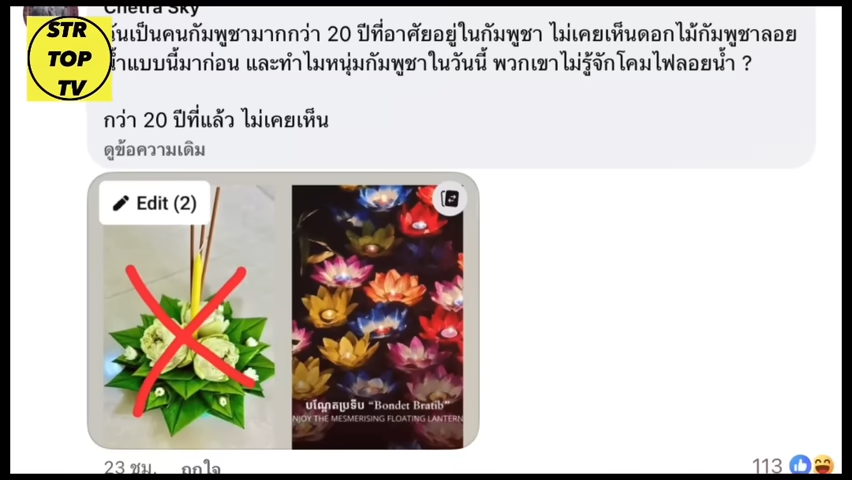 Chetra Sky
STR
TOP
TV
ฉันเป็นคนกัมพูชามากกว่า 20 ปีที่อาศัยอยู่ในกัมพูชา ไม่เคยเห็นดอกไม้กัมพูชาลอย
น้ำแบบนี้มาก่อน และทำไมหนุ่มกัมพูชาในวันนี้ พวกเขาไม่รู้จักโคมไฟลอยน้ำ ?
กว่า 20 ปีที่แล้ว ไม่เคยเห็น
ดูข้อความเดิม
Edit (2)
បណ្តែតប្រទីប “Bondet Bratib”
ENJOY THE MESMERISING FLOATING LANTERN
23 ชม. ถูกใจ
113